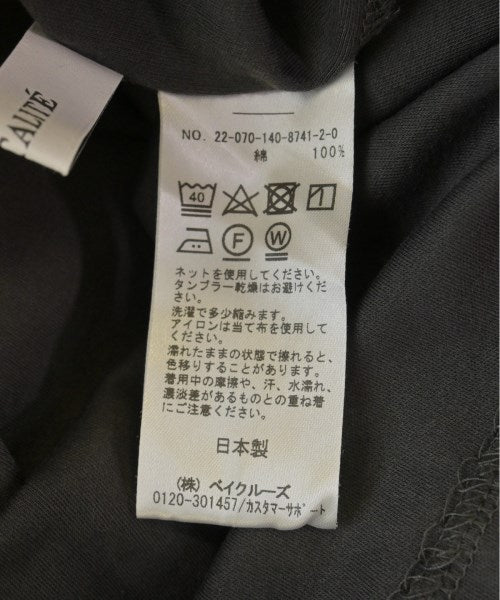 ALITÉ
NO. 22-070-140-8741-2-0
綿 100%
40
F W
ネットを使用してください。
タンブラー乾燥はお避けくだ
さい。
洗濯で多少縮みます。
アイロンは当て布を使用して
ください。
濡れたままの状態で擦れると、
色移りすることがあります。
着用中の摩擦や、汗、水濡れ、
濃淡差があるものとの重ね着
にご注意ください。
日本製
(株) ベイクルーズ
0120-301457/カスタマーサポート